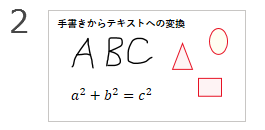 2
手書きからテキストへの変換
ABC
a² + b² = c²